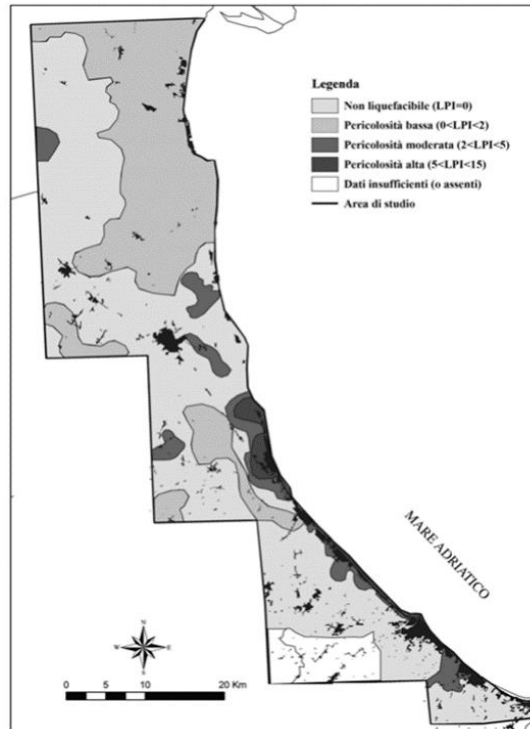 Legenda
Non liquefacibile (LPI=0)
Pericolosità bassa (0<LPI<2)
Pericolosità moderata (2<LPI<5)
Pericolosità alta (5<LPI<15)
Dati insufficienti (o assenti)
Area di studio
MARE ADRIATICO
N
W E
S
0 5 10 20 Km